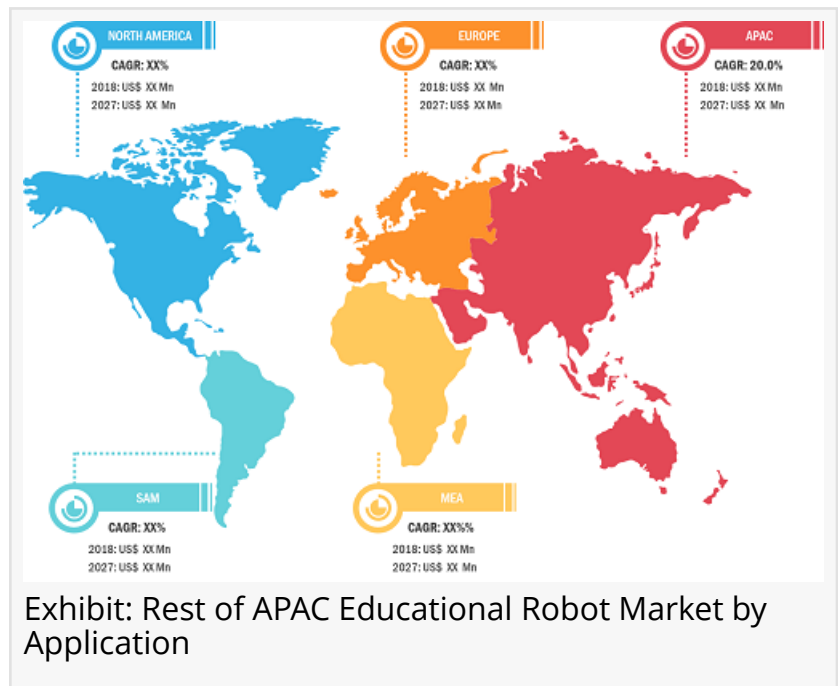 NORTH AMERICA
CAGR: XX%
2018: US$ XX Mn
2027: US$ XX Mn
EUROPE
CAGR: XX%
2018: US$ XX Mn
2027: US$ XX Mn
APAC
CAGR: 20.0%
2018: US$ XX Mn
2027: US$ XX Mn
SAM
CAGR: XX%
2018: US$ XX Mn
2027: US$ XX Mn
MEA
CAGR: XX%%
2018: US$ XX Mn
2027: US$ XX Mn
Exhibit: Rest of APAC Educational Robot Market by
Application